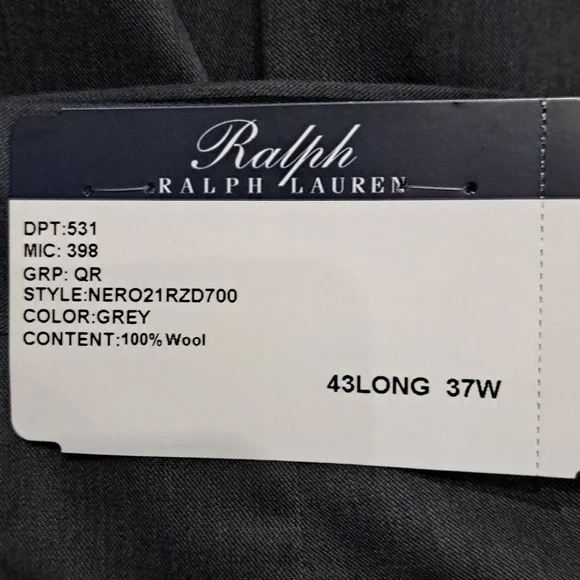 Ralph
RALPH LAUREN
DPT:531
MIC: 398
GRP: QR
STYLE:NERO21RZD700
COLOR:GREY
CONTENT:100% Wool
43LONG 37W